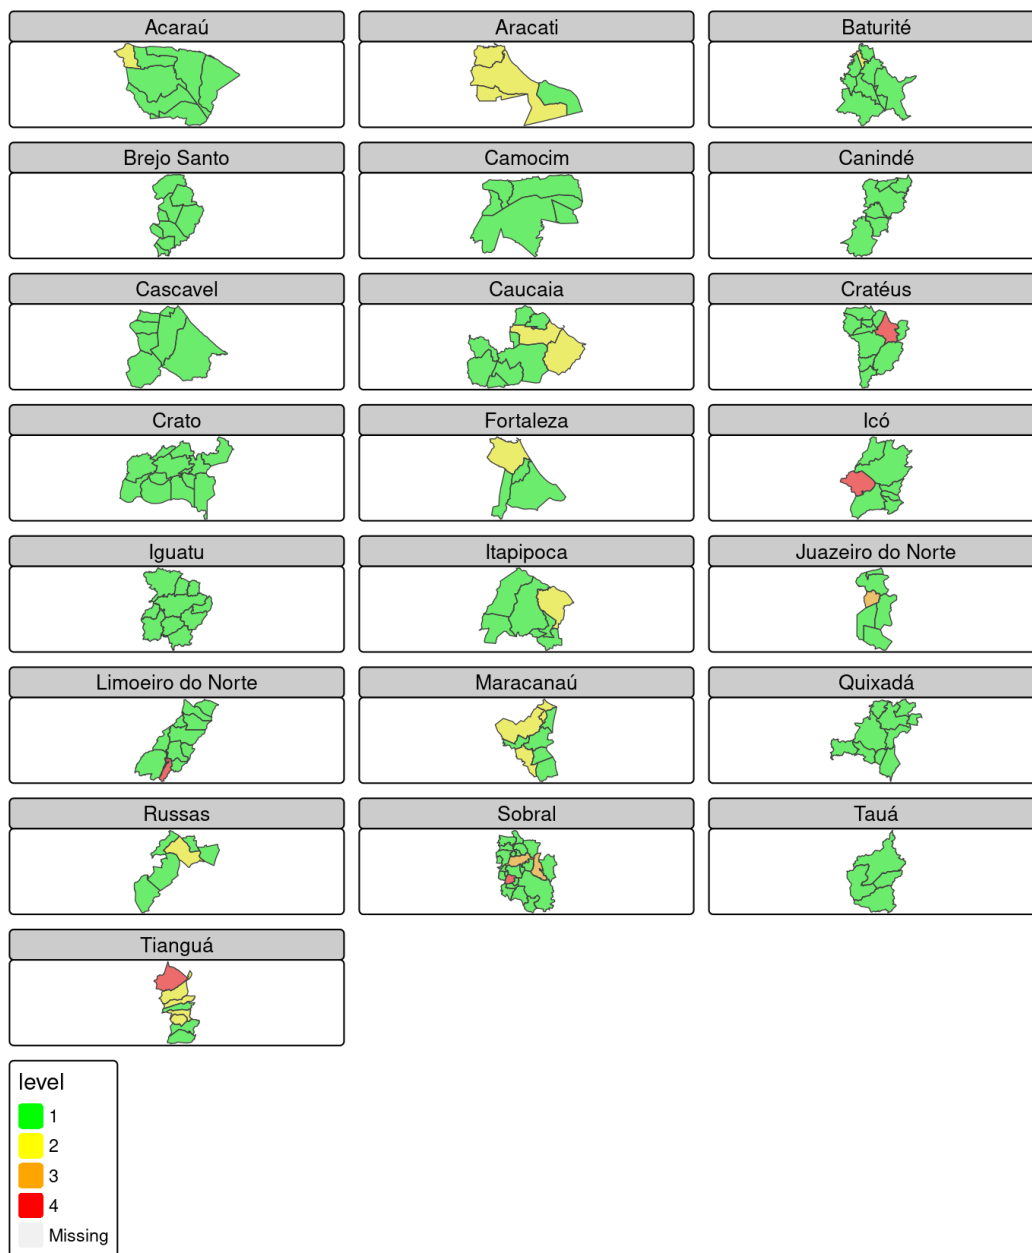 Acaraú
Aracati
Baturité
Brejo Santo
Camocim
Canindé
Cascavel
Caucaia
Cratéus
Crato
Fortaleza
Icó
Iguatu
Itapipoca
Juazeiro do Norte
Limoeiro do Norte
Maracanaú
Quixadá
Russas
Sobral
Tauá
Tianguá
level
1
2
3
4
Missing